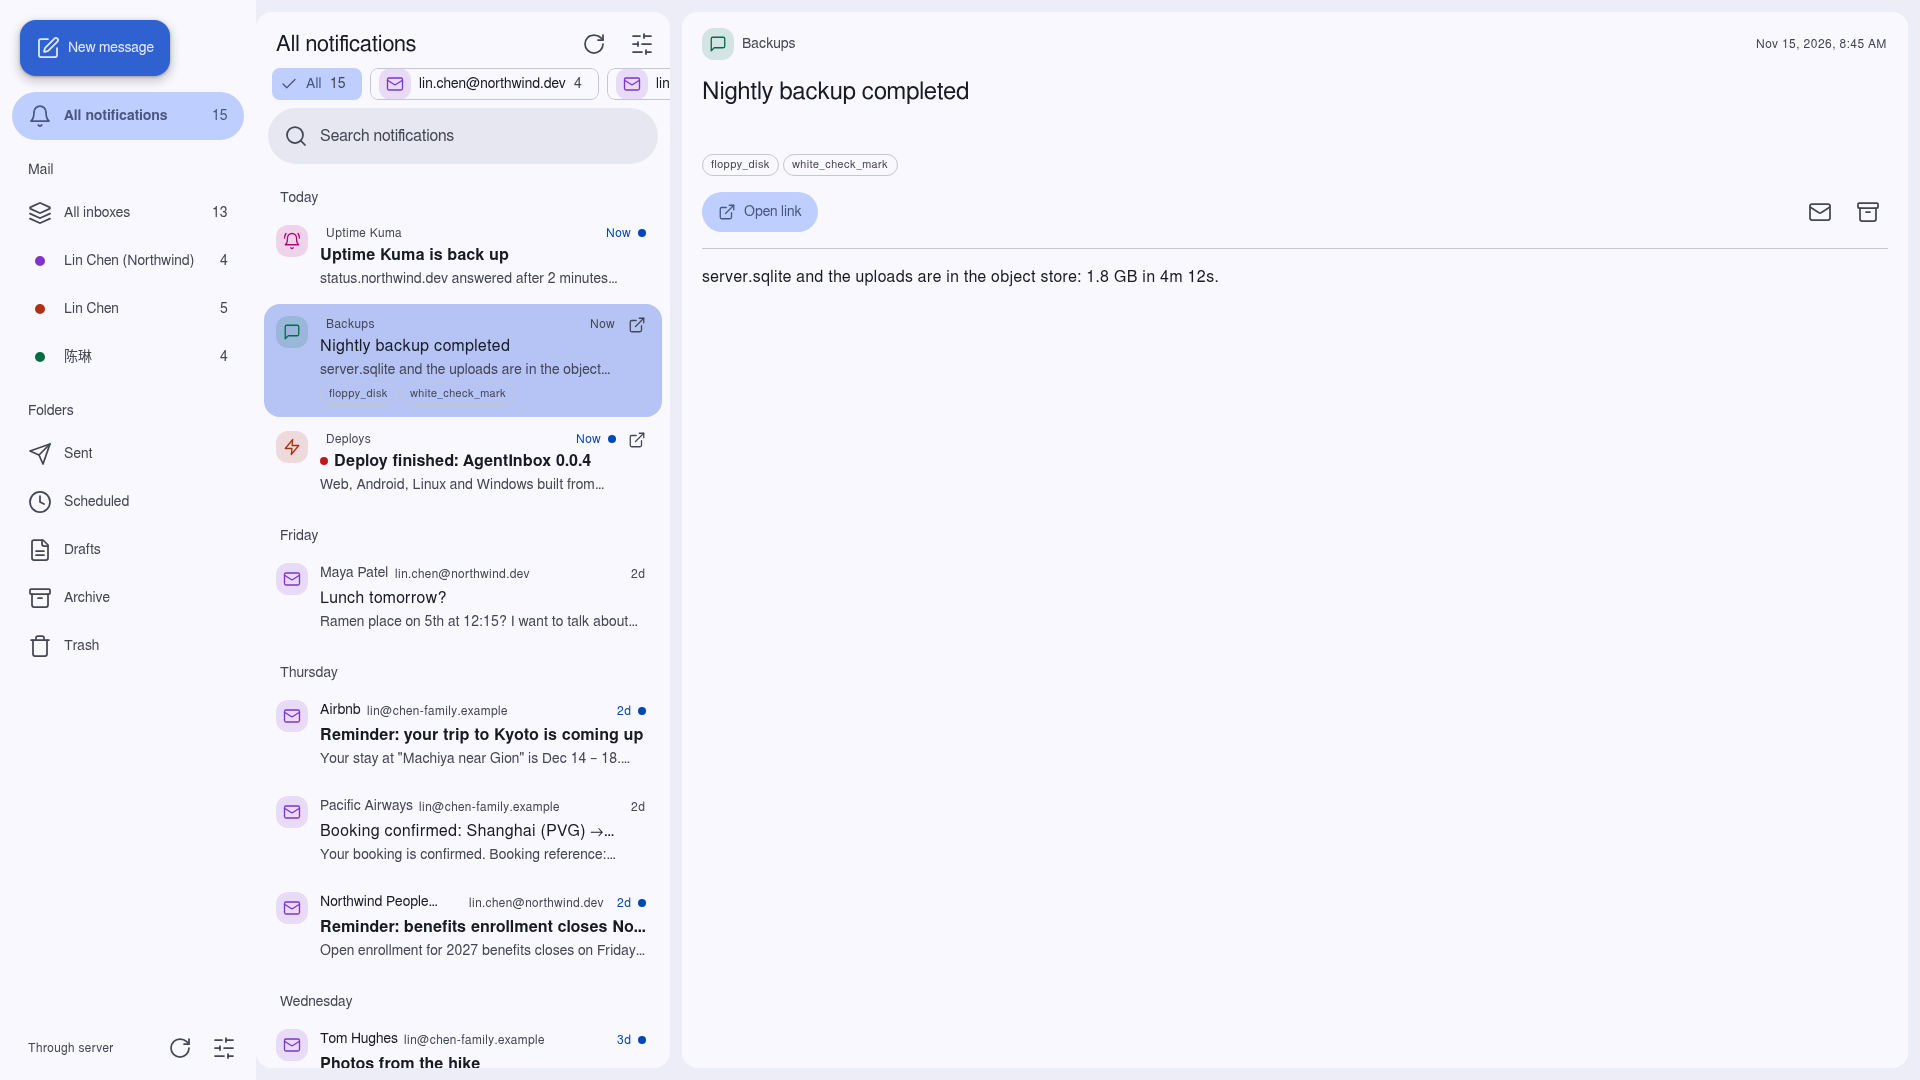 New message
All notifications 15
Mail
All inboxes 13
Lin Chen (Northwind) 4
Lin Chen 5
陈琳 4
Folders
Sent
Scheduled
Drafts
Archive
Trash
Through server
All notifications
All 15
lin.chen@northwind.dev 4
lin
Search notifications
Today
Uptime Kuma Now
Uptime Kuma is back up
status.northwind.dev answered after 2 minutes...
Backups Now
Nightly backup completed
server.sqlite and the uploads are in the object...
floppy_disk white_check_mark
Deploys Now
Deploy finished: AgentInbox 0.0.4
Web, Android, Linux and Windows built from...
Friday
Maya Patel lin.chen@northwind.dev 2d
Lunch tomorrow?
Ramen place on 5th at 12:15? I want to talk about...
Thursday
Airbnb lin@chen-family.example 2d
Reminder: your trip to Kyoto is coming up
Your stay at "Machiya near Gion" is Dec 14 – 18....
Pacific Airways lin@chen-family.example 2d
Booking confirmed: Shanghai (PVG) →...
Your booking is confirmed. Booking reference:...
Northwind People... lin.chen@northwind.dev 2d
Reminder: benefits enrollment closes No...
Open enrollment for 2027 benefits closes on Friday...
Wednesday
Tom Hughes lin@chen-family.example 3d
Photos from the hike
Backups
Nov 15, 2026, 8:45 AM
Nightly backup completed
floppy_disk white_check_mark
Open link
server.sqlite and the uploads are in the object store: 1.8 GB in 4m 12s.